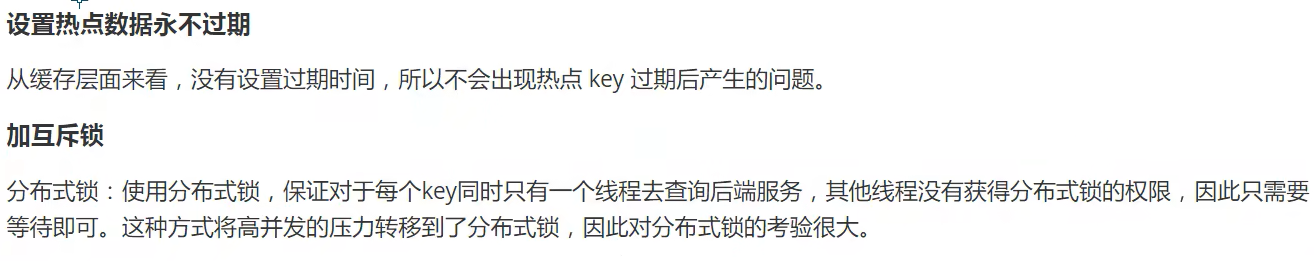 设置热点数据永不过期
从缓存层面来看，没有设置过期时间，所以不会出现热点 key 过期后产生的问题。
加互斥锁
分布式锁：使用分布式锁，保证对于每个key同时只有一个线程去查询后端服务，其他线程没有获得分布式锁的权限，因此只需要
等待即可。这种方式将高并发的压力转移到了分布式锁，因此对分布式锁的考验很大。